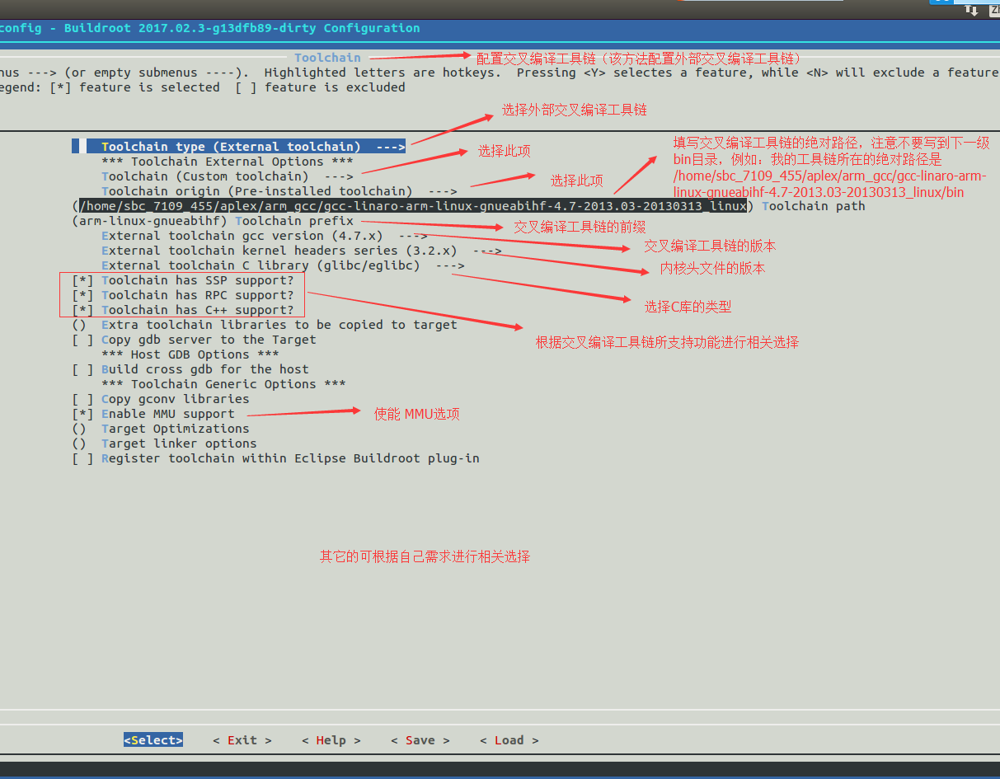 config - Buildroot 2017.02.3-g13dfb89-dirty Configuration
Toolchain
配置交叉编译工具链（该方法配置外部交叉编译工具链）
nus ---> (or empty submenus ----).  Highlighted letters are hotkeys.  Pressing <Y> selectes a feature, while <N> will exclude a feature
egend: [*] feature is selected  [ ] feature is excluded
选择外部交叉编译工具链
Toolchain type (External toolchain)  --->
*** Toolchain External Options ***
选择此项
Toolchain (Custom toolchain)  --->
选择此项
Toolchain origin (Pre-installed toolchain)  --->
填写交叉编译工具链的绝对路径，注意不要写到下一级
bin目录，例如：我的工具链所在的绝对路径是
/home/sbc_7109_455/aplex/arm_gcc/gcc-linaro-arm-
linux-gnueabihf-4.7-2013.03-20130313_linux/bin
(/home/sbc_7109_455/aplex/arm_gcc/gcc-linaro-arm-linux-gnueabihf-4.7-2013.03-20130313_linux) Toolchain path
(arm-linux-gnueabihf) Toolchain prefix
交叉编译工具链的前缀
External toolchain gcc version (4.7.x)  --->
交叉编译工具链的版本
External toolchain kernel headers series (3.2.x)  --->
内核头文件的版本
External toolchain C library (glibc/eglibc)  --->
选择C库的类型
[*] Toolchain has SSP support?
[*] Toolchain has RPC support?
[*] Toolchain has C++ support?
根据交叉编译工具链所支持功能进行相关选择
() Extra toolchain libraries to be copied to target
[ ] Copy gdb server to the Target
*** Host GDB Options ***
[ ] Build cross gdb for the host
*** Toolchain Generic Options ***
[ ] Copy gconv libraries
[*] Enable MMU support
使能 MMU选项
() Target Optimizations
() Target linker options
[ ] Register toolchain within Eclipse Buildroot plug-in
其它的可根据自己需求进行相关选择
<Select>    < Exit >    < Help >    < Save >    < Load >